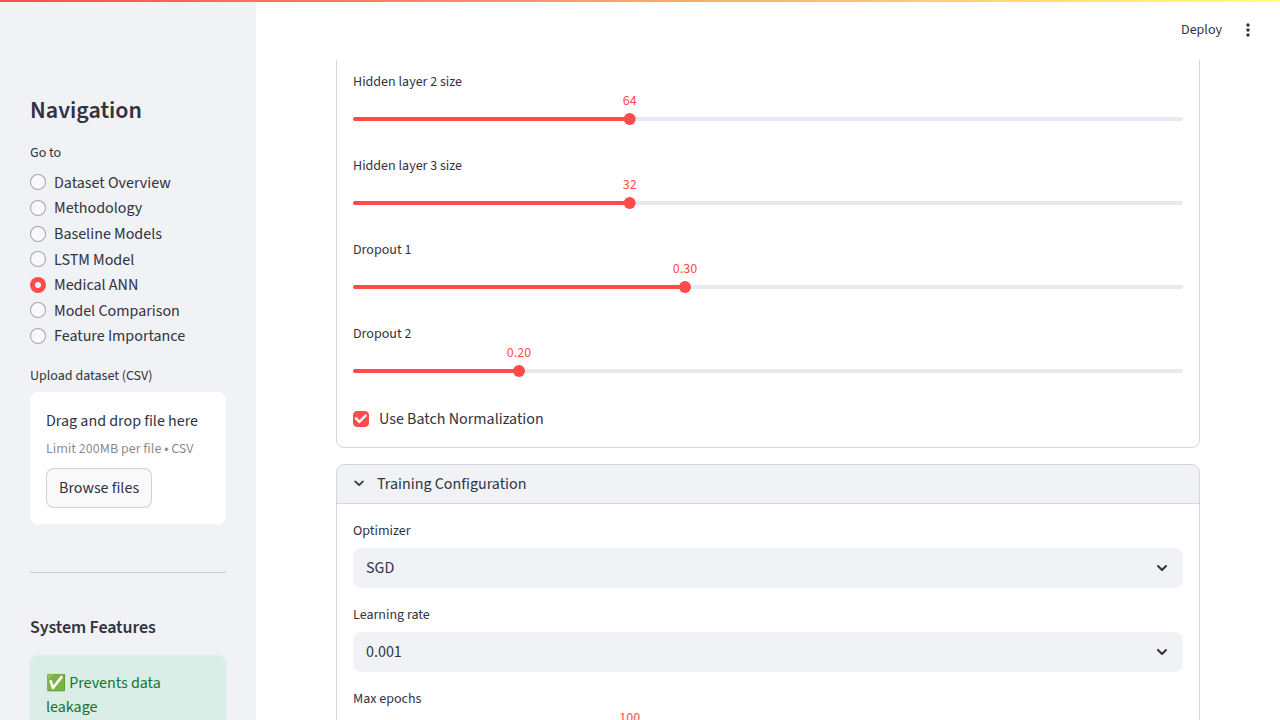 Deploy
Navigation
Go to
Dataset Overview
Methodology
Baseline Models
LSTM Model
Medical ANN
Model Comparison
Feature Importance
Upload dataset (CSV)
Drag and drop file here
Limit 200MB per file • CSV
Browse files
System Features
✅ Prevents data
leakage
Hidden layer 2 size
64
Hidden layer 3 size
32
Dropout 1
0.30
Dropout 2
0.20
Use Batch Normalization
Training Configuration
Optimizer
SGD
Learning rate
0.001
Max epochs
100